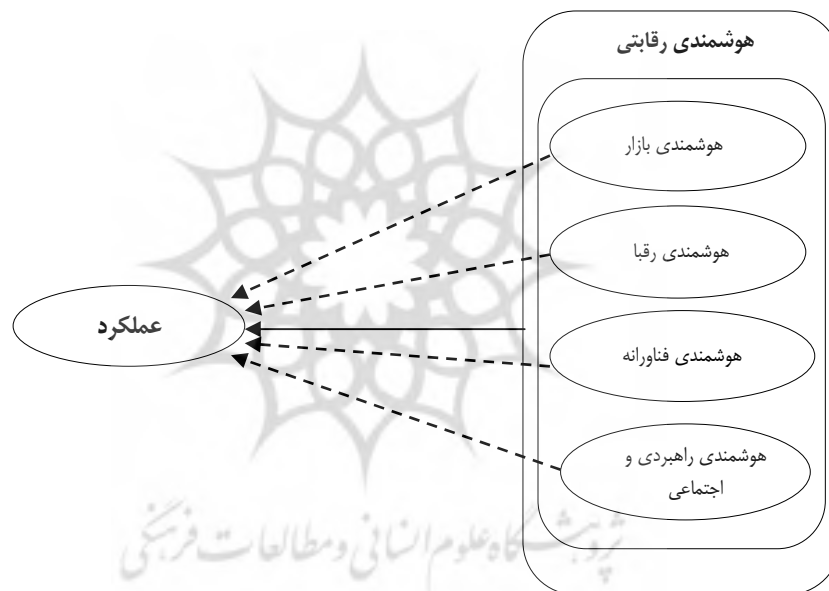 هوشمندی رقابتی
هوشمندی بازار
هوشمندی رقبا
عملکرد
هوشمندی فناورانه
هوشمندی راهبردی و
اجتماعی
پژوهشگاه علوم انسانی و مطالعات فرهنگی